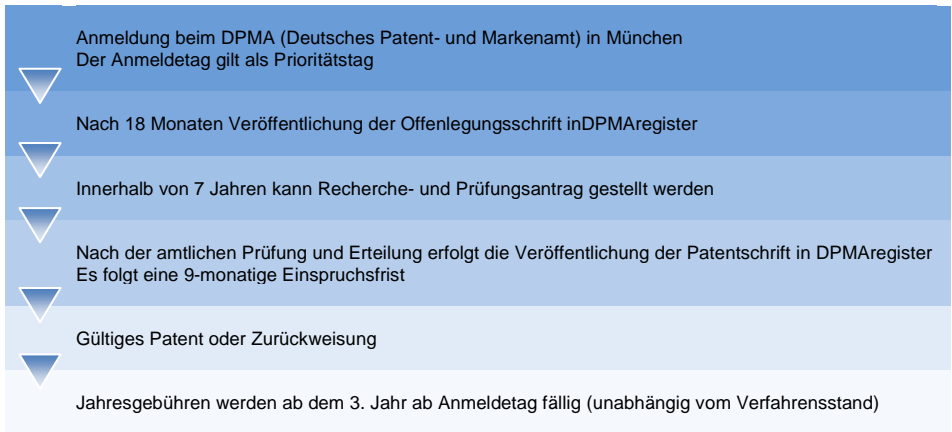 Anmeldung beim DPMA (Deutsches Patent- und Markenamt) in München
Der Anmeldetag gilt als Prioritätstag
Nach 18 Monaten Veröffentlichung der Offenlegungsschrift inDPMAregister
Innerhalb von 7 Jahren kann Recherche- und Prüfungsantrag gestellt werden
Nach der amtlichen Prüfung und Erteilung erfolgt die Veröffentlichung der Patentschrift in DPMAregister
Es folgt eine 9-monatige Einspruchsfrist
Gültiges Patent oder Zurückweisung
Jahresgebühren werden ab dem 3. Jahr ab Anmeldetag fällig (unabhängig vom Verfahrensstand)